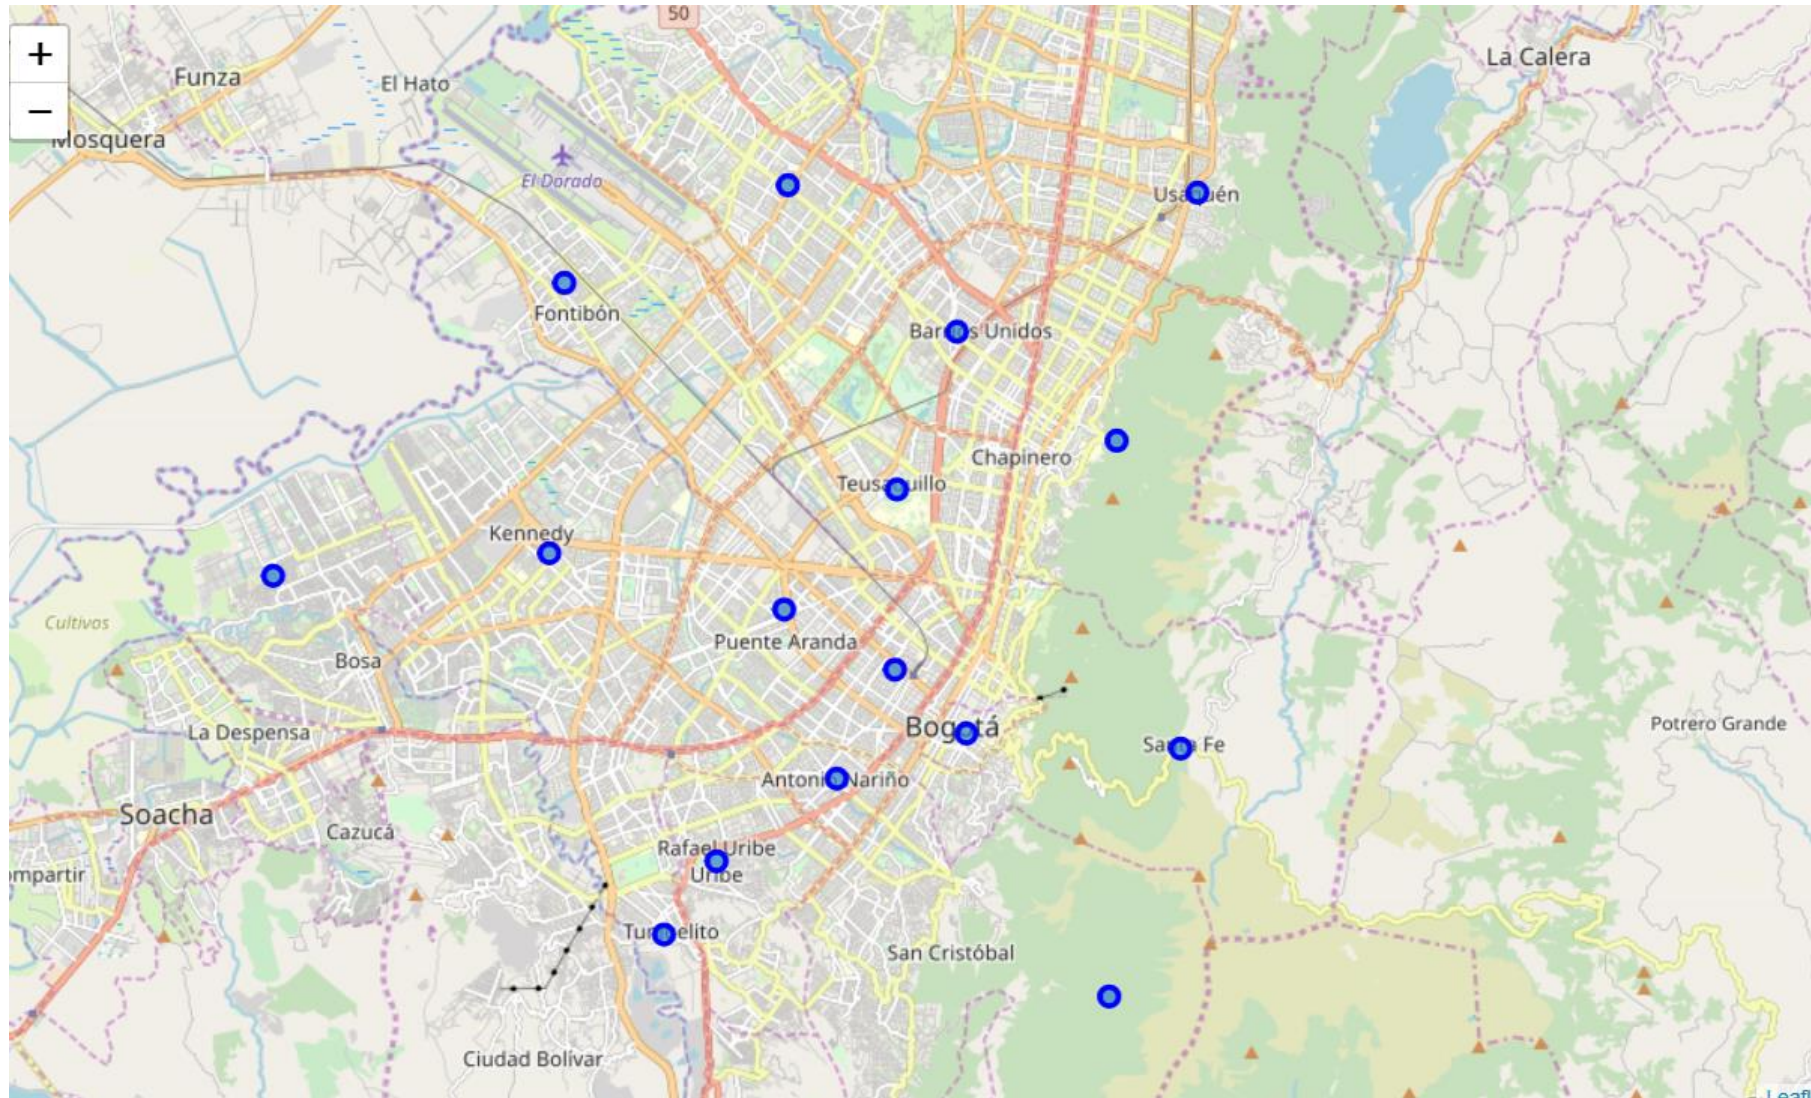 50
+
−
Funza
El Hato
La Calera
Mosquera
El Dorado
Usaquén
Fontibón
Barrios Unidos
Chapinero
Teusaquillo
Kennedy
Cultivos
Puente Aranda
Bosa
Bogotá
La Despensa
Santa Fe
Potrero Grande
Antonio Nariño
Soacha
Cazucá
Rafael Uribe
Uribe
ompartir
Tunjuelito
San Cristóbal
Ciudad Bolívar
Leafl